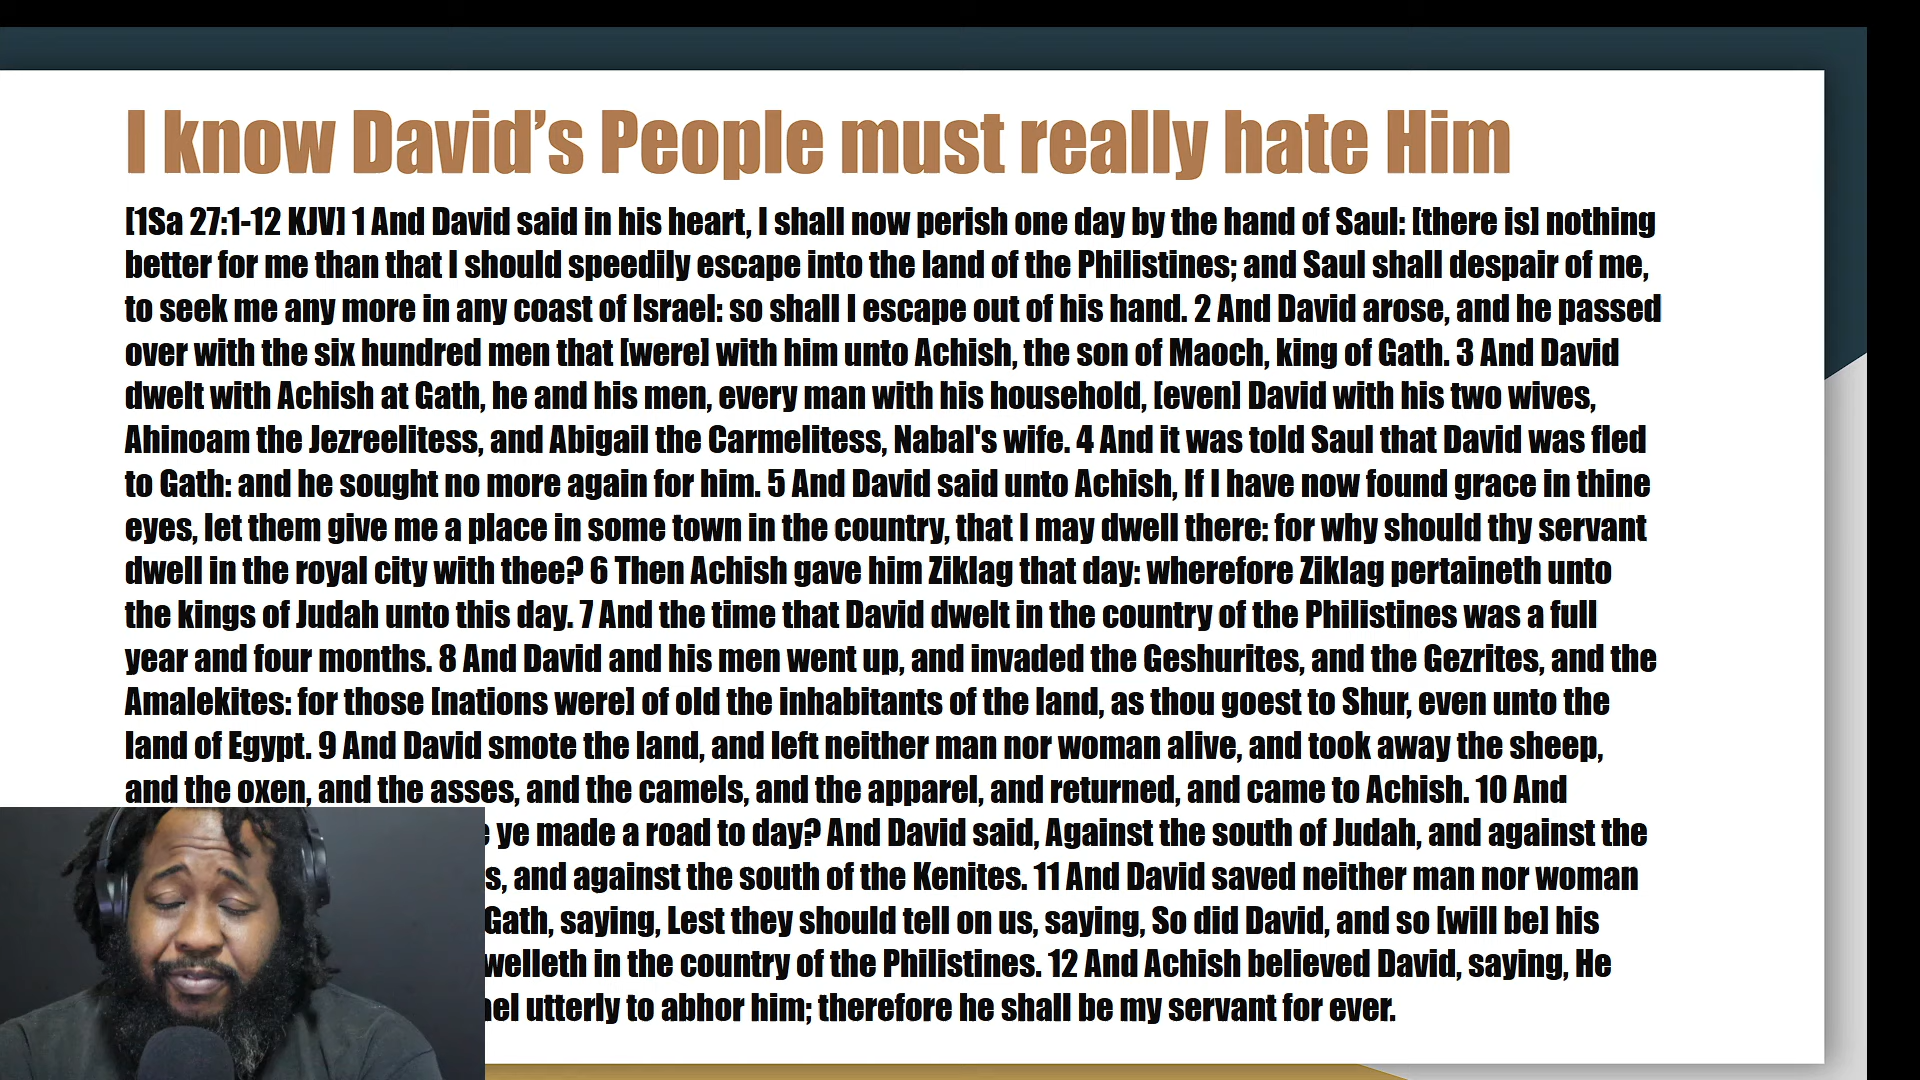 I know David’s People must really hate Him
[1Sa 27:1-12 KJV] 1 And David said in his heart, I shall now perish one day by the hand of Saul: [there is] nothing
better for me than that I should speedily escape into the land of the Philistines; and Saul shall despair of me,
to seek me any more in any coast of Israel: so shall I escape out of his hand. 2 And David arose, and he passed
over with the six hundred men that [were] with him unto Achish, the son of Maoch, king of Gath. 3 And David
dwelt with Achish at Gath, he and his men, every man with his household, [even] David with his two wives,
Ahinoam the Jezreelitess, and Abigail the Carmelitess, Nabal's wife. 4 And it was told Saul that David was fled
to Gath: and he sought no more again for him. 5 And David said unto Achish, If I have now found grace in thine
eyes, let them give me a place in some town in the country, that I may dwell there: for why should thy servant
dwell in the royal city with thee? 6 Then Achish gave him Ziklag that day: wherefore Ziklag pertaineth unto
the kings of Judah unto this day. 7 And the time that David dwelt in the country of the Philistines was a full
year and four months. 8 And David and his men went up, and invaded the Geshurites, and the Gezrites, and the
Amalekites: for those [nations were] of old the inhabitants of the land, as thou goest to Shur, even unto the
land of Egypt. 9 And David smote the land, and left neither man nor woman alive, and took away the sheep,
and the oxen, and the asses, and the camels, and the apparel, and returned, and came to Achish. 10 And
ye made a road to day? And David said, Against the south of Judah, and against the
s, and against the south of the Kenites. 11 And David saved neither man nor woman
Gath, saying, Lest they should tell on us, saying, So did David, and so [will be] his
welleth in the country of the Philistines. 12 And Achish believed David, saying, He
utterly to abhor him; therefore he shall be my servant for ever.